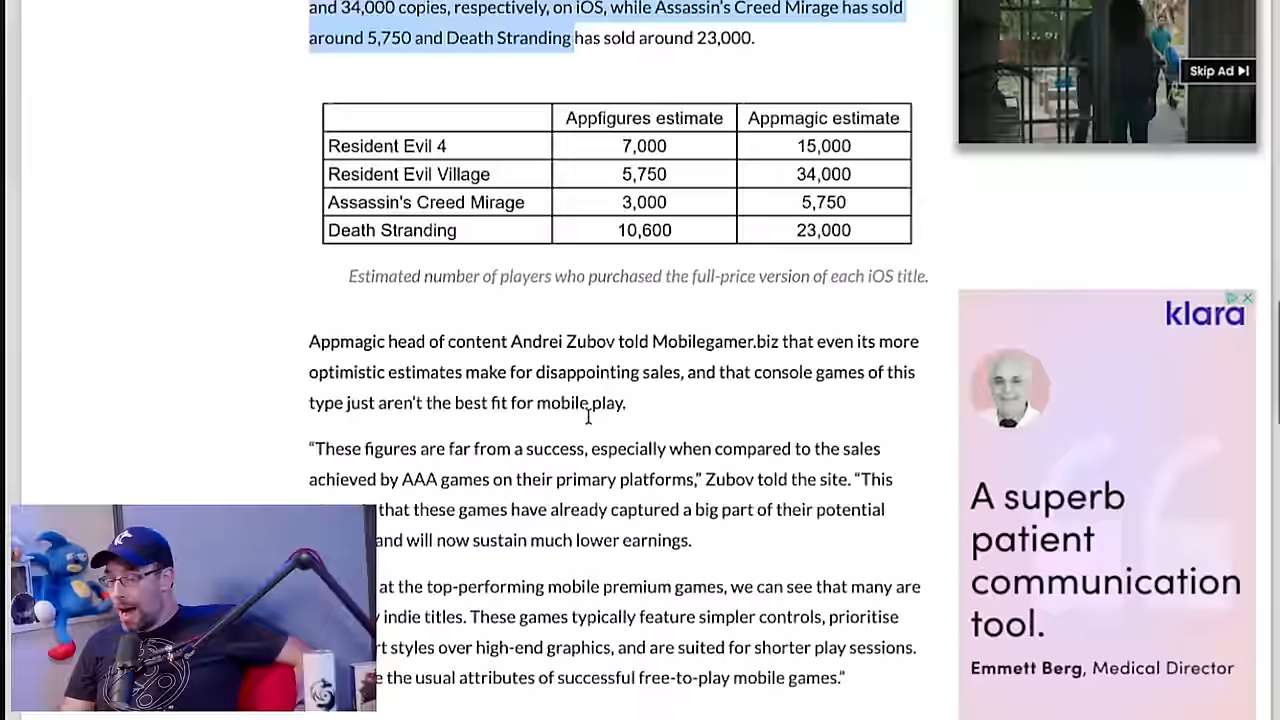 and 34,000 copies, respectively, on iOS, while Assassin's Creed Mirage has sold
around 5,750 and Death Stranding has sold around 23,000.
Skip Ad
Appfigures estimate Appmagic estimate
Resident Evil 4 7,000 15,000
Resident Evil Village 5,750 34,000
Assassin's Creed Mirage 3,000 5,750
Death Stranding 10,600 23,000
Estimated number of players who purchased the full-price version of each iOS title.
Appmagic head of content Andrei Zubov told Mobilegamer.biz that even its more
optimistic estimates make for disappointing sales, and that console games of this
type just aren't the best fit for mobile play.
“These figures are far from a success, especially when compared to the sales
achieved by AAA games on their primary platforms,” Zubov told the site. “This
that these games have already captured a big part of their potential
and will now sustain much lower earnings.
at the top-performing mobile premium games, we can see that many are
indie titles. These games typically feature simpler controls, prioritise
styles over high-end graphics, and are suited for shorter play sessions.
the usual attributes of successful free-to-play mobile games.”
klara
A superb
patient
communication
tool.
Emmett Berg, Medical Director